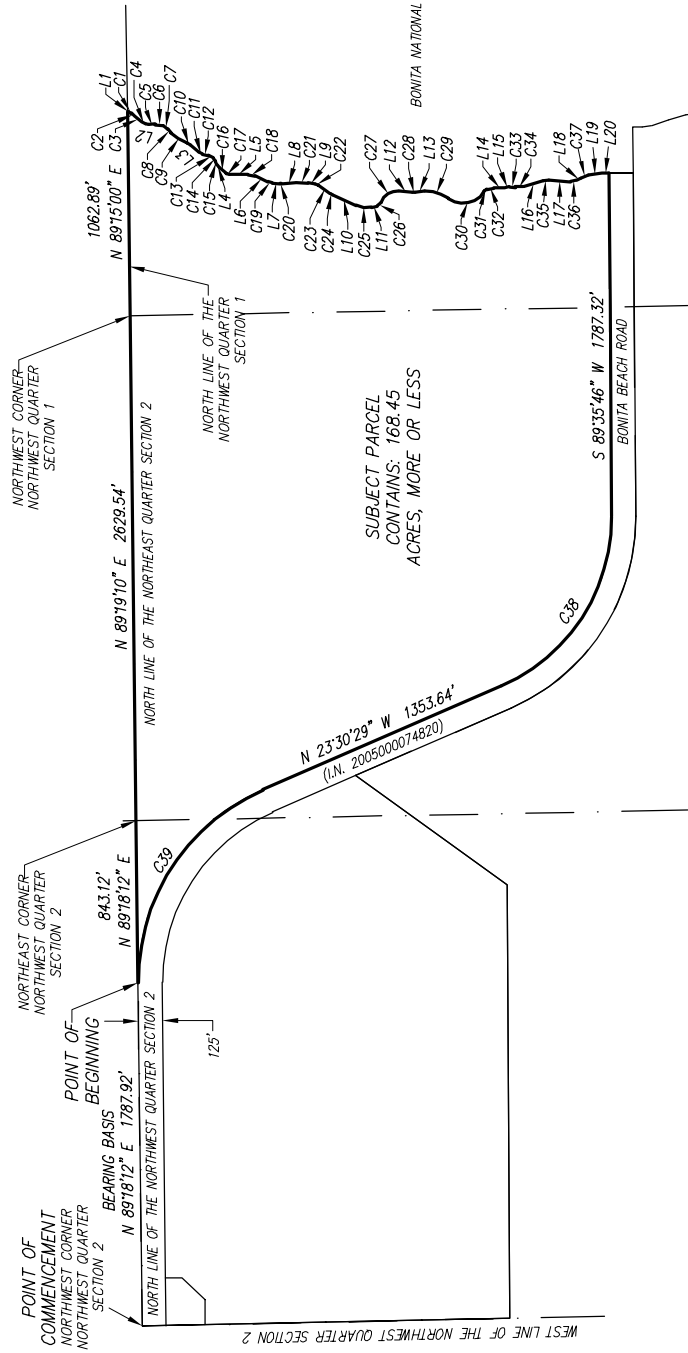 POINT OF
COMMENCEMENT
NORTHWEST CORNER
NORTHWEST QUARTER
SECTION 2
BEARING BASIS
N 89°18'12" E 1787.92'
NORTH LINE OF THE NORTHWEST QUARTER SECTION 2
WEST LINE OF THE NORTHWEST QUARTER SECTION 2
125'
POINT OF
BEGINNING
NORTHEAST CORNER
NORTHWEST QUARTER
SECTION 2
843.12'
N 89°18'12" E
C39
N 23°30'29" W 1353.64'
(I.N. 2005000074820)
C38
N 89°19'10" E 2629.54'
NORTH LINE OF THE NORTHEAST QUARTER SECTION 2
NORTHWEST CORNER
NORTHWEST QUARTER
SECTION 1
SUBJECT PARCEL
CONTAINS: 168.45
ACRES, MORE OR LESS
S 89°35'46" W 1787.32'
BONITA BEACH ROAD
NORTH LINE OF THE
NORTHWEST QUARTER
SECTION 1
1062.89'
N 89°15'00" E
C2
C3
L2
C8
C9
L3
C13
C14
C15
L4
L6
C19
L7
C20
C23
C24
L10
C25
L11
C26
C30
C31
C32
L16
C35
L17
C36
L1
C1
C4
C5
C6
C7
C10
C11
C12
C16
C17
L5
C18
L8
C21
L9
C22
C27
L12
C28
L13
C29
L14
L15
C33
C34
L18
C37
L19
L20
BONITA NATIONAL